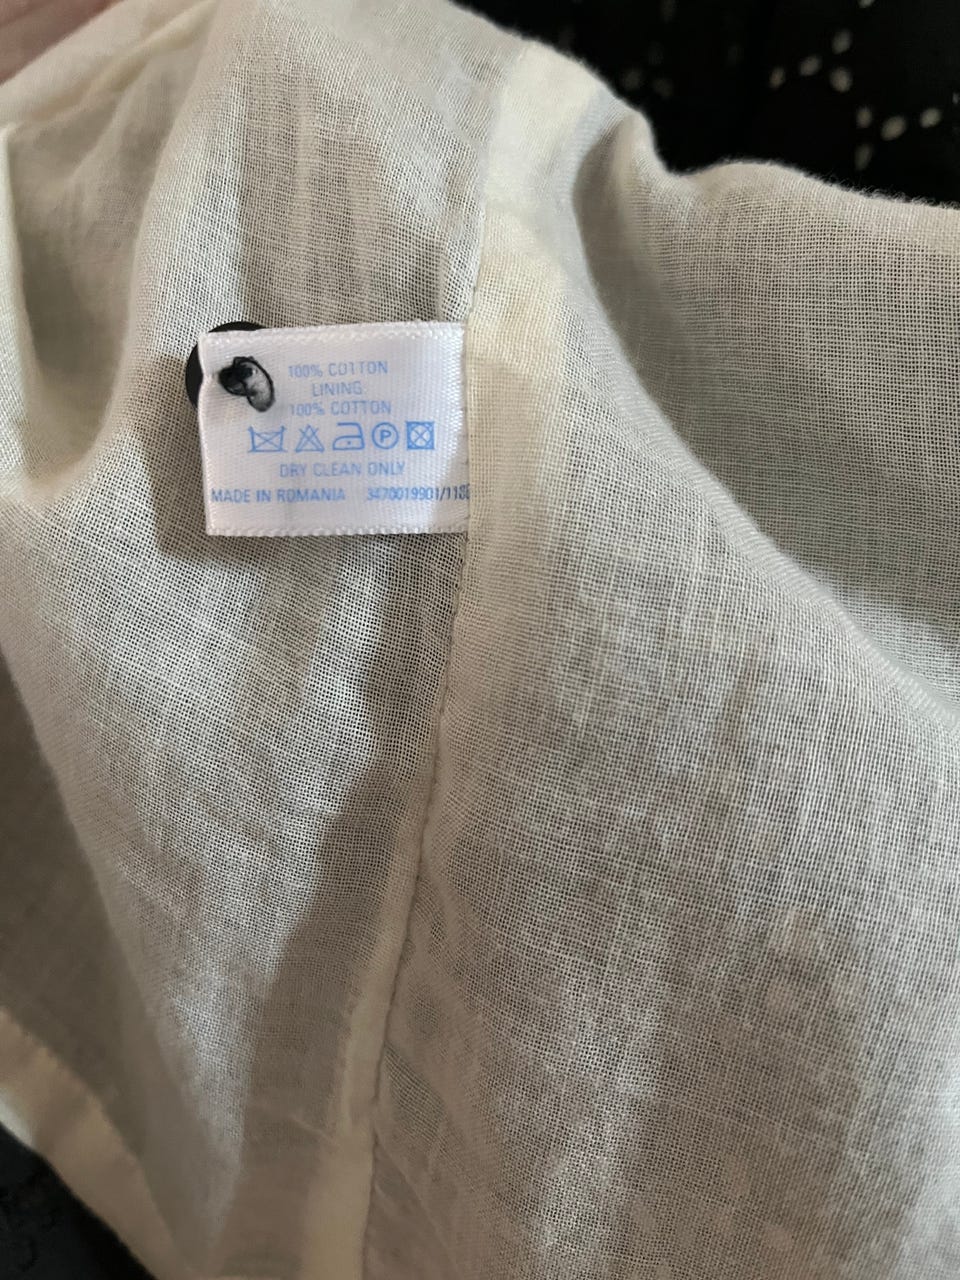 100% COTTON
LINING
100% COTTON
P
DRY CLEAN ONLY
MADE IN ROMANIA